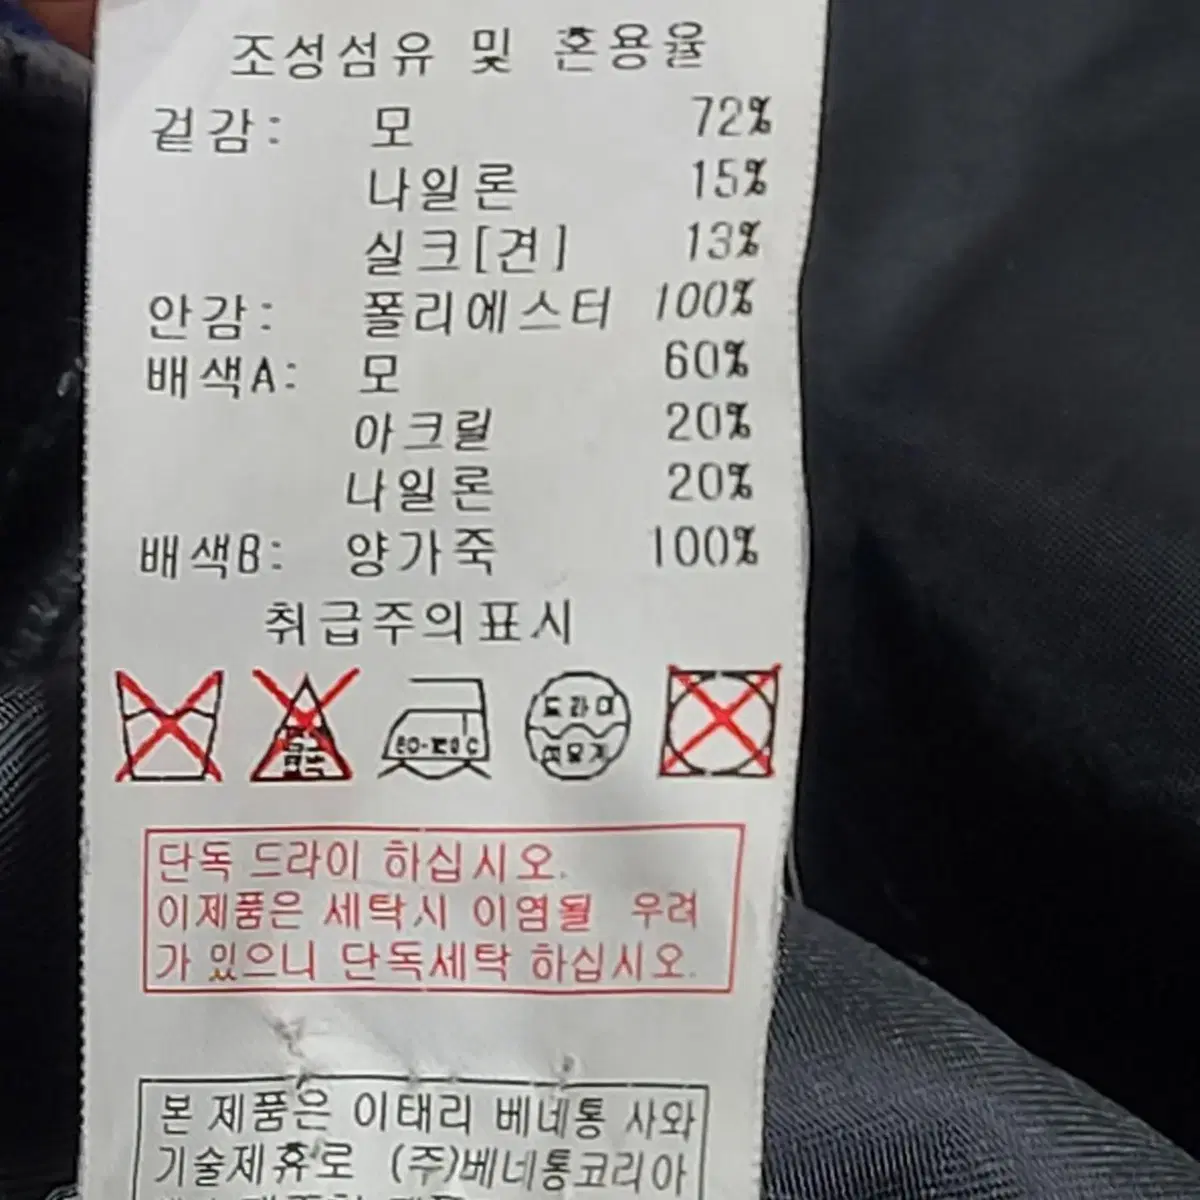 조성섬유 및 혼용율
겉감: 모 72%
나일론 15%
실크[견] 13%
안감: 폴리에스터 100%
배색A: 모 60%
아크릴 20%
나일론 20%
배색B: 양가죽 100%
취급주의표시
드라이
석유계
단독 드라이 하십시오.
이제품은 세탁시 이염될 우려
가 있으니 단독세탁 하십시오.
본 제품은 이태리 베네통 사와
기술제휴로 (주)베네통코리아